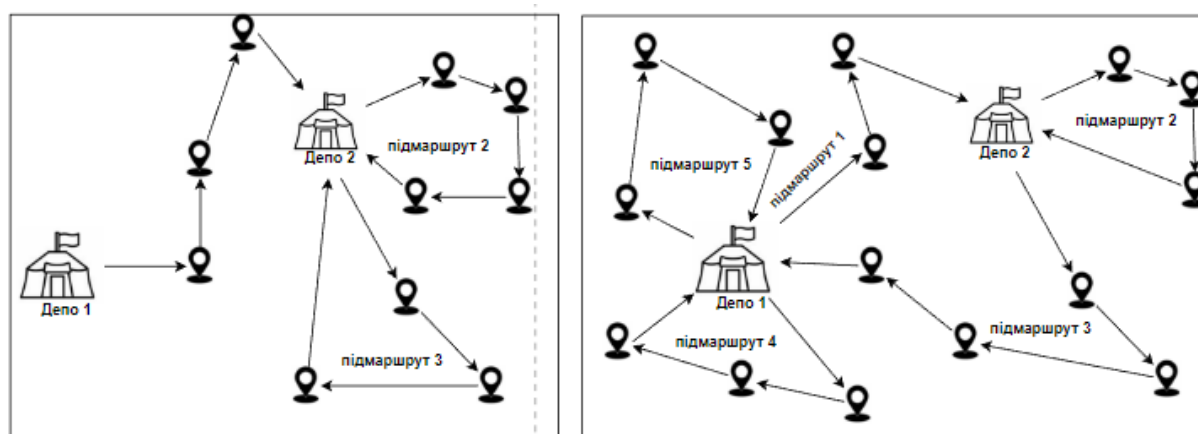 Депо 2
підмаршрут 2
Депо 1
підмаршрут 3
підмаршрут 5
підмаршрут 1
Депо 2
підмаршрут 2
Депо 1
підмаршрут 4
підмаршрут 3